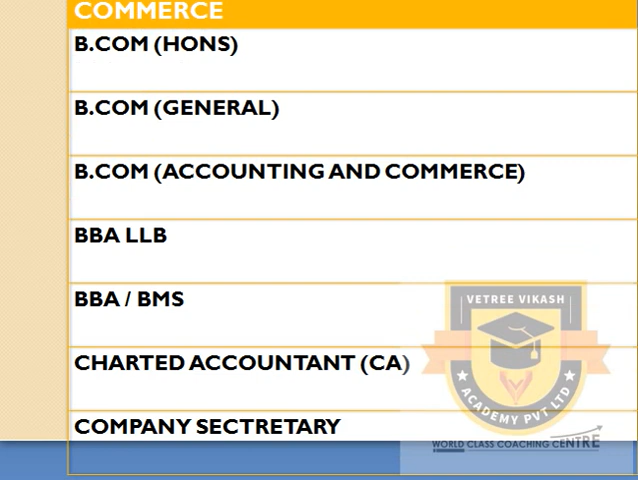 COMMERCE
B.COM (HONS)
B.COM (GENERAL)
B.COM (ACCOUNTING AND COMMERCE)
BBA LLB
BBA / BMS
CHARTED ACCOUNTANT (CA)
COMPANY SECTRETARY
VETREE VIKASH
ACADEMY PVT LTD
WORLD CLASS COACHING CENTRE